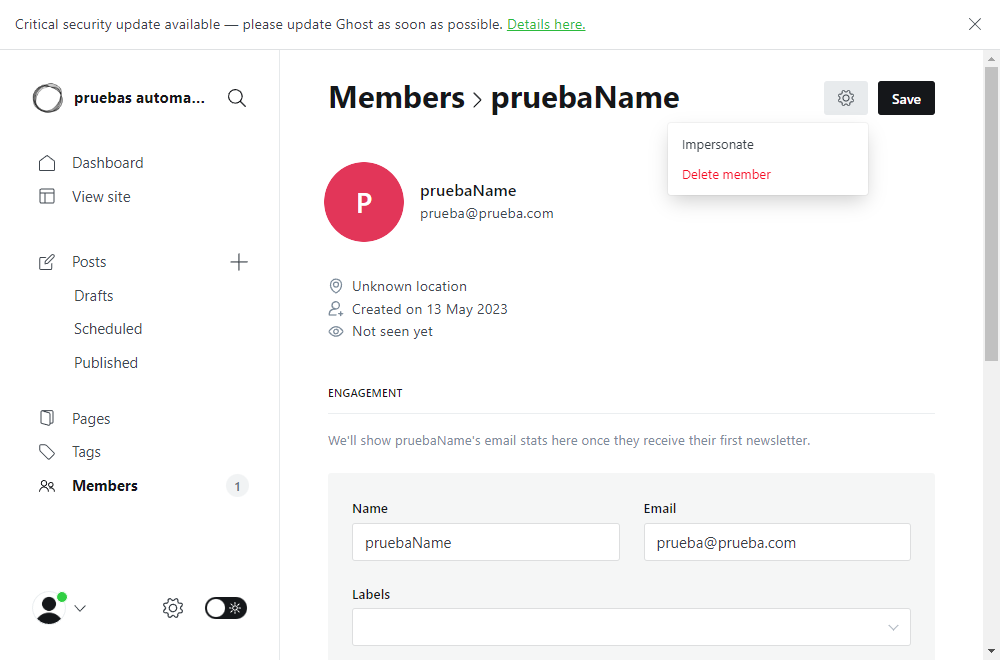 Critical security update available — please update Ghost as soon as possible. Details here.
pruebas automa...
Dashboard
View site
Posts
Drafts
Scheduled
Published
Pages
Tags
Members
1
Members
pruebaName
Save
Impersonate
Delete member
P
pruebaName
prueba@prueba.com
Unknown location
Created on 13 May 2023
Not seen yet
ENGAGEMENT
We'll show pruebaName's email stats here once they receive their first newsletter.
Name
Email
pruebaName
prueba@prueba.com
Labels